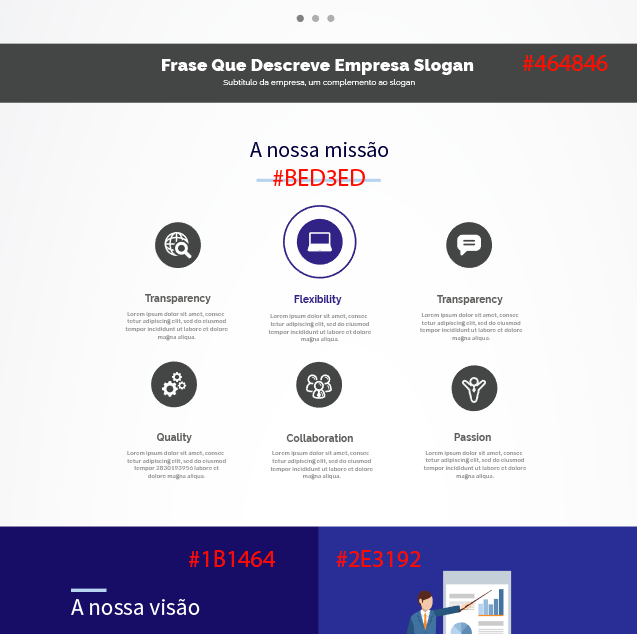 Frase Que Descreve Empresa Slogan
#464846
Subtítulo da empresa, um complemento ao slogan
A nossa missão
#BED3ED
Transparency
Lorem ipsum dolor sit amet, consec
tetur adipiscing elit, sed do eiusmod
tempor incididunt ut labore et dolore
magna aliqua.
Flexibility
Lorem ipsum dolor sit amet, consec
tetur adipiscing elit, sed do eiusmod
tempor incididunt ut labore et dolore
magna aliqua.
Transparency
Lorem ipsum dolor sit amet, consec
tetur adipiscing elit, sed do eiusmod
tempor incididunt ut labore et dolore
magna aliqua.
Quality
Lorem ipsum dolor sit amet, consec
tetur adipiscing elit, sed do eiusmod
tempor 2830193956 labore et
dolore magna aliqua.
Collaboration
Lorem ipsum dolor sit amet, consec
tetur adipiscing elit, sed do eiusmod
tempor incididunt ut labore et dolore
magna aliqua.
Passion
Lorem ipsum dolor sit amet, consec
tetur adipiscing elit, sed do eiusmod
tempor incididunt ut labore et dolore
magna aliqua.
#1B1464
#2E3192
A nossa visão